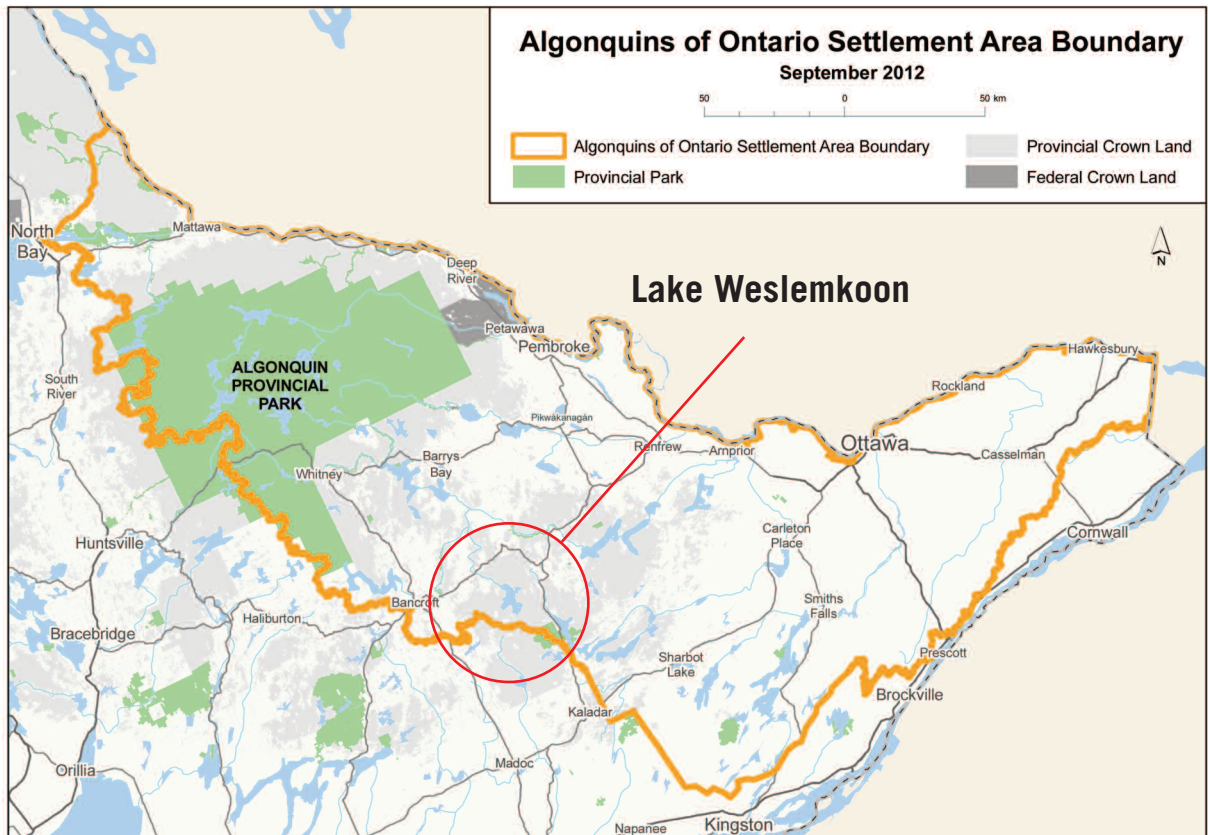 Algonquins of Ontario Settlement Area Boundary
September 2012
50 0 50 km
Algonquins of Ontario Settlement Area Boundary
Provincial Crown Land
Provincial Park
Federal Crown Land
North
Bay
Mattawa
N
Deep
River
Lake Weslemkoon
Petawawa
Pembroke
Hawkesbury
ALGONQUIN
PROVINCIAL
PARK
South
River
Rockland
Pikwàkanagán
Renfrew
Arnprior
Ottawa
Casselman
Barrys
Bay
Whitney
Carleton
Place
Cornwall
Huntsville
Bancroft
Smiths
Falls
Haliburton
Bracebridge
Prescott
Sharbot
Lake
Brockville
Kaladar
Madoc
Orillia
Napanee
Kingston